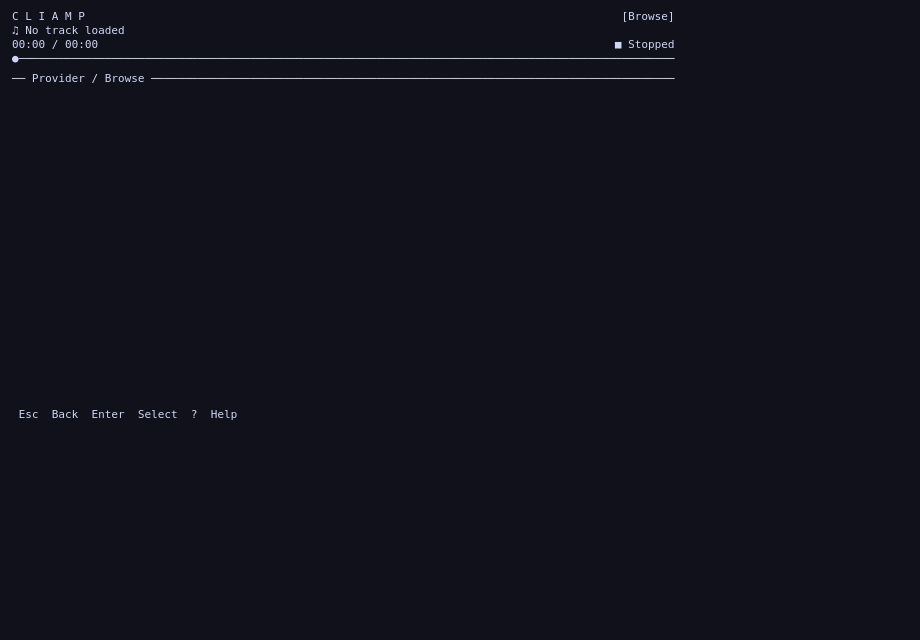 C L I A M P [Browse]
♫ No track loaded
00:00 / 00:00 ■ Stopped
Provider / Browse
Esc Back Enter Select ? Help